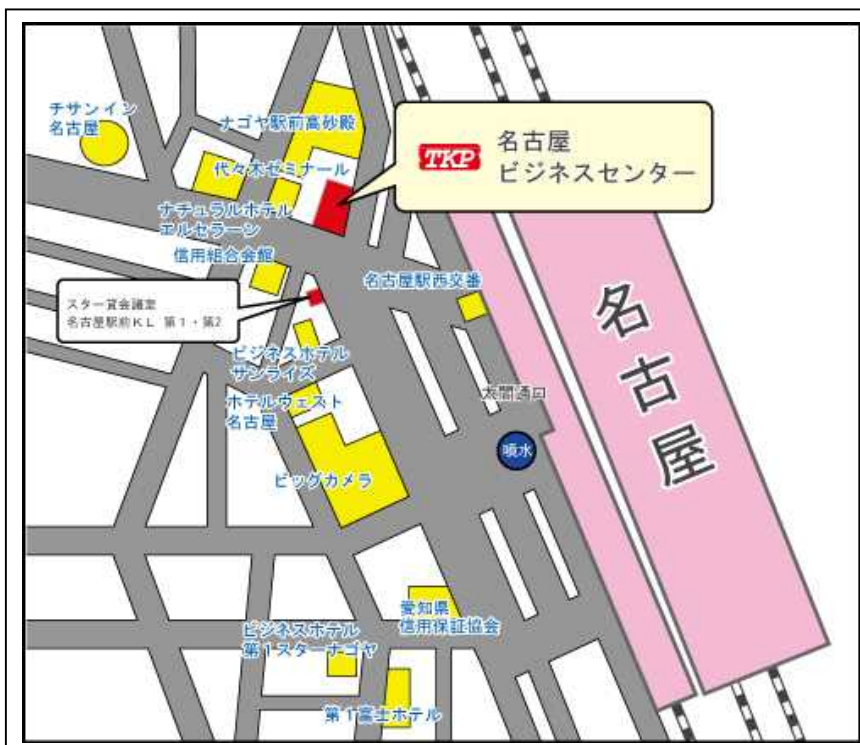 チサンイン
名古屋
ナゴヤ駅前高砂殿
代々木ゼミナール
TKP
名古屋
ビジネスセンター
ナチュラルホテル
エルセラーン
信用組合会館
名古屋駅西交番
スター貸会議室
名古屋駅前KL 第1・第2
ビジネスホテル
サンライズ
太閤通口
ホテルウェスト
名古屋
噴水
ビッグカメラ
名古屋
愛知県
信用保証協会
ビジネスホテル
第1スターナゴヤ
第1富士ホテル